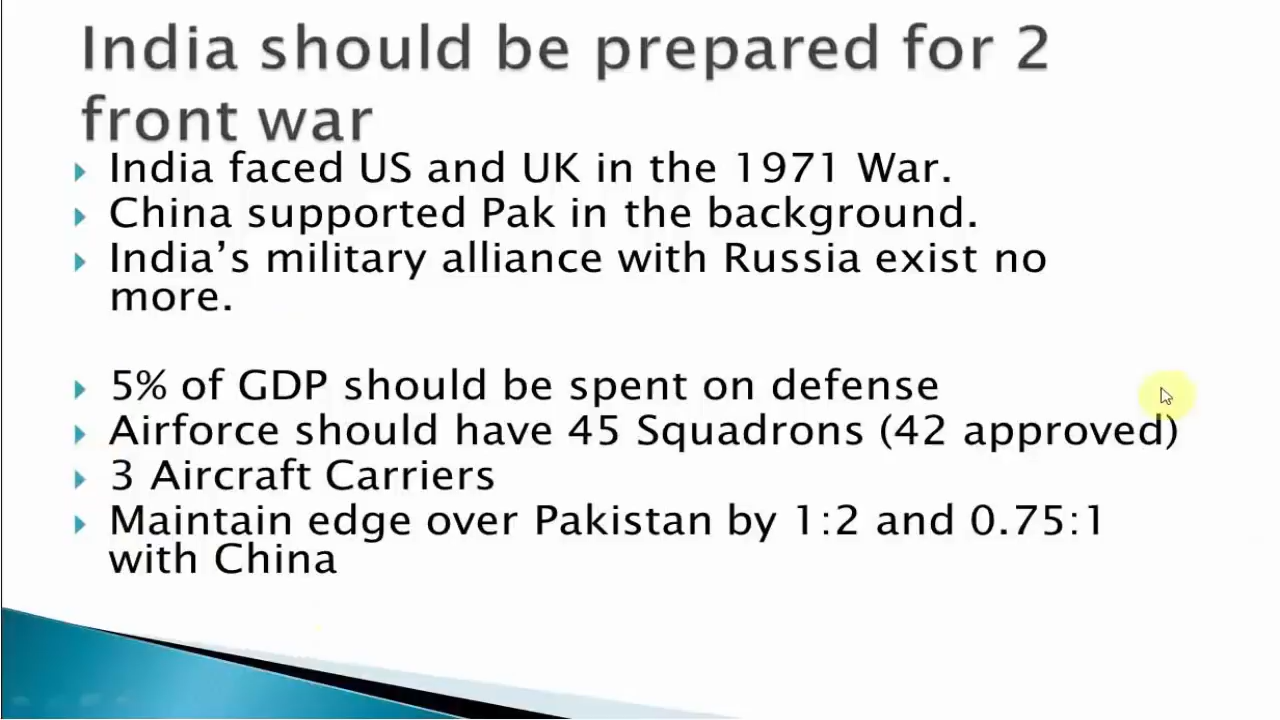 India should be prepared for 2
front war
India faced US and UK in the 1971 War.
China supported Pak in the background.
India’s military alliance with Russia exist no
more.
5% of GDP should be spent on defense
Airforce should have 45 Squadrons (42 approved)
3 Aircraft Carriers
Maintain edge over Pakistan by 1:2 and 0.75:1
with China